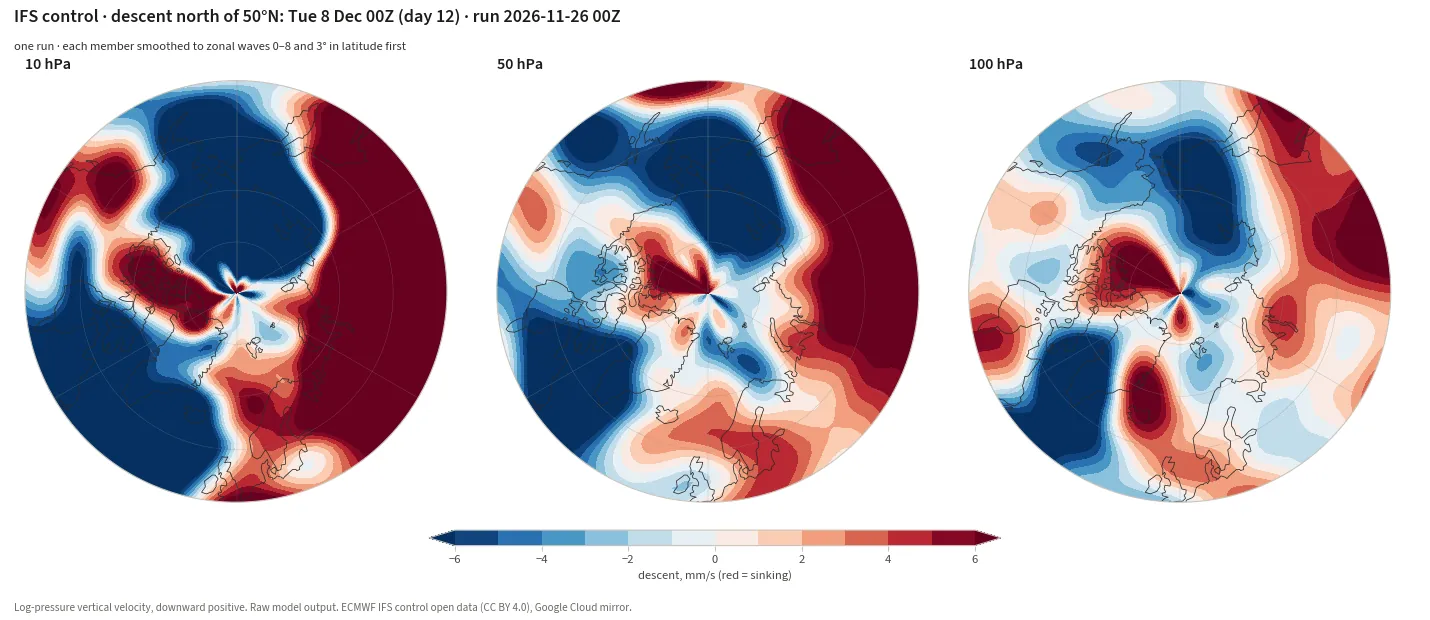 IFS control · descent north of 50°N: Tue 8 Dec 00Z (day 12) · run 2026-11-26 00Z
one run · each member smoothed to zonal waves 0–8 and 3° in latitude first
10 hPa
50 hPa
100 hPa
−6 −4 −2 0 2 4 6
descent, mm/s (red = sinking)
Log-pressure vertical velocity, downward positive. Raw model output. ECMWF IFS control open data (CC BY 4.0), Google Cloud mirror.